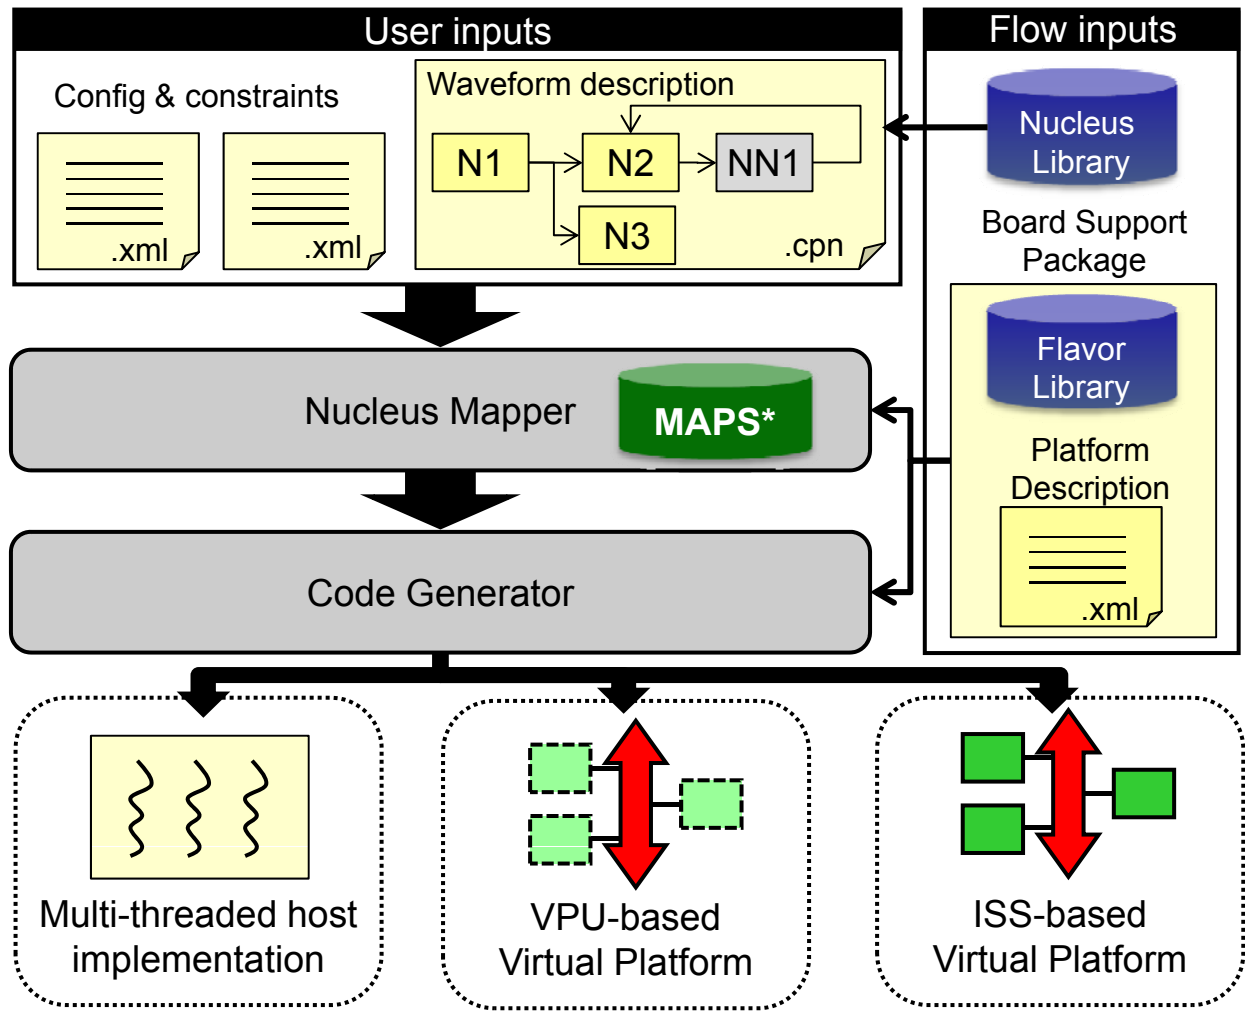 User inputs
Flow inputs
Config & constraints
.xml
.xml
Waveform description
N1
N2
NN1
N3
.cpn
Nucleus
Library
Board Support
Package
Flavor
Library
Platform
Description
.xml
Nucleus Mapper
MAPS*
Code Generator
Multi-threaded host
implementation
VPU-based
Virtual Platform
ISS-based
Virtual Platform